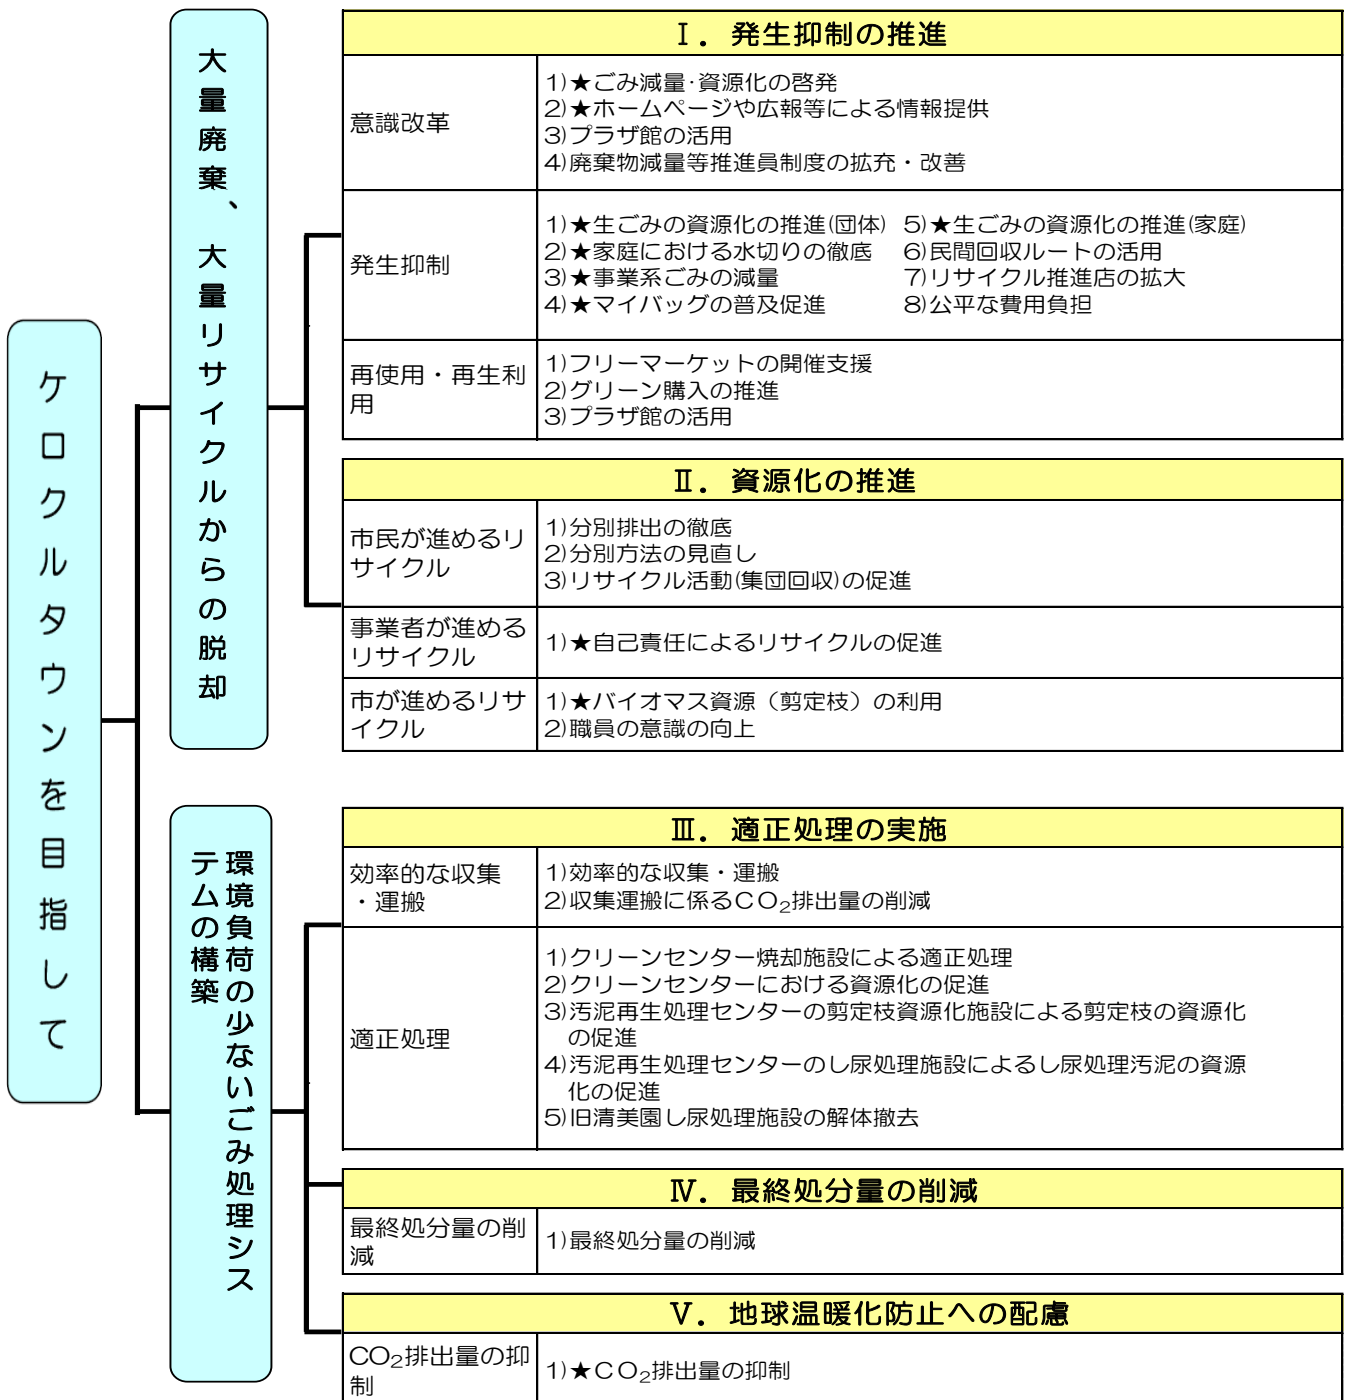 ケロクルタウンを目指して
大量廃棄、大量リサイクルからの脱却
Ⅰ．発生抑制の推進
意識改革
1)★ごみ減量･資源化の啓発
2)★ホームページや広報等による情報提供
3)プラザ館の活用
4)廃棄物減量等推進員制度の拡充・改善
発生抑制
1)★生ごみの資源化の推進(団体) 5)★生ごみの資源化の推進(家庭)
2)★家庭における水切りの徹底 6)民間回収ルートの活用
3)★事業系ごみの減量 7)リサイクル推進店の拡大
4)★マイバッグの普及促進 8)公平な費用負担
再使用・再生利
用
1)フリーマーケットの開催支援
2)グリーン購入の推進
3)プラザ館の活用
Ⅱ．資源化の推進
市民が進めるリ
サイクル
1)分別排出の徹底
2)分別方法の見直し
3)リサイクル活動(集団回収)の促進
事業者が進める
リサイクル
1)★自己責任によるリサイクルの促進
市が進めるリサ
イクル
1)★バイオマス資源（剪定枝）の利用
2)職員の意識の向上
環境負荷の少ないごみ処理シス
テムの構築
Ⅲ．適正処理の実施
効率的な収集
・運搬
1)効率的な収集・運搬
2)収集運搬に係るＣＯ₂排出量の削減
適正処理
1)クリーンセンター焼却施設による適正処理
2)クリーンセンターにおける資源化の促進
3)汚泥再生処理センターの剪定枝資源化施設による剪定枝の資源化
の促進
4)汚泥再生処理センターのし尿処理施設によるし尿処理汚泥の資源
化の促進
5)旧清美園し尿処理施設の解体撤去
Ⅳ．最終処分量の削減
最終処分量の削
減
1)最終処分量の削減
Ⅴ．地球温暖化防止への配慮
CO₂排出量の抑
制
1)★ＣＯ₂排出量の抑制